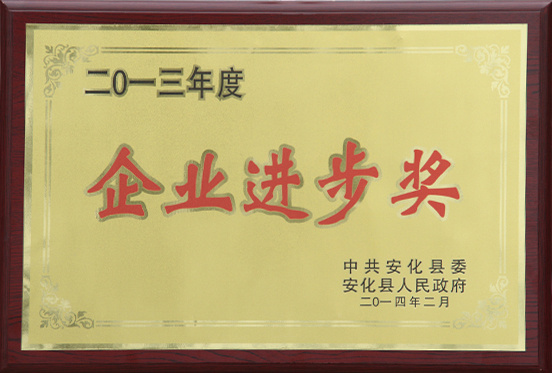 二〇一三年度
企业进步奖
中共安化县委
安化县人民政府
二〇一四年二月